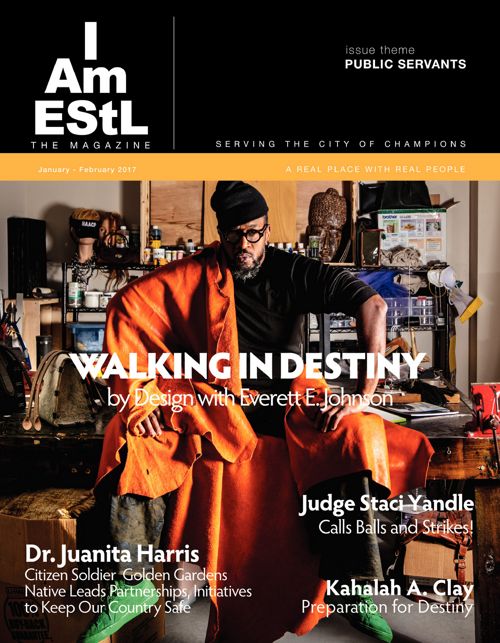 I
Am
EStL
THE MAGAZINE
issue theme
PUBLIC SERVANTS
SERVING THE CITY OF CHAMPIONS
January - February 2017
A REAL PLACE WITH REAL PEOPLE
NAACP
WALKING IN DESTINY
by Design with Everett E. Johnson
Judge Staci Yandle
Calls Balls and Strikes!
Dr. Juanita Harris
Citizen Soldier Golden Gardens
Native Leads Partnerships, Initiatives
to Keep Our Country Safe
Kahalah A. Clay
Preparation for Destiny